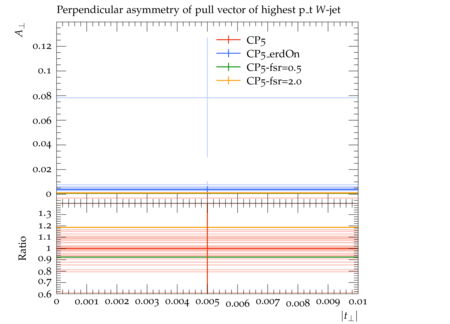 Perpendicular asymmetry of pull vector of highest p_t W-jet
A⊥
CP5
CP5_erdOn
CP5-fsr=0.5
CP5-fsr=2.0
0.12
0.1
0.08
0.06
0.04
0.02
0
Ratio
1.3
1.2
1.1
1
0.9
0.8
0.7
0.6
0 0.001 0.002 0.003 0.004 0.005 0.006 0.007 0.008 0.009 0.01
|t⊥|